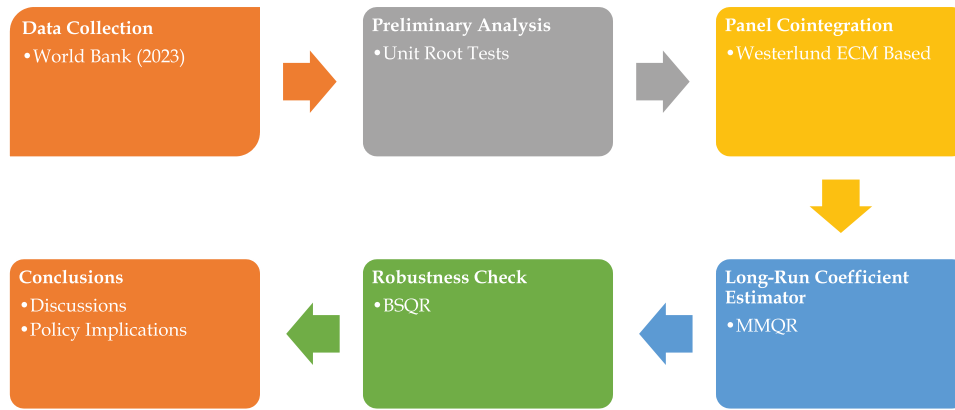 Data Collection
•World Bank (2023)
Preliminary Analysis
•Unit Root Tests
Panel Cointegration
•Westerlund ECM Based
Long-Run Coefficient
Estimator
•MMQR
Robustness Check
•BSQR
Conclusions
•Discussions
•Policy Implications